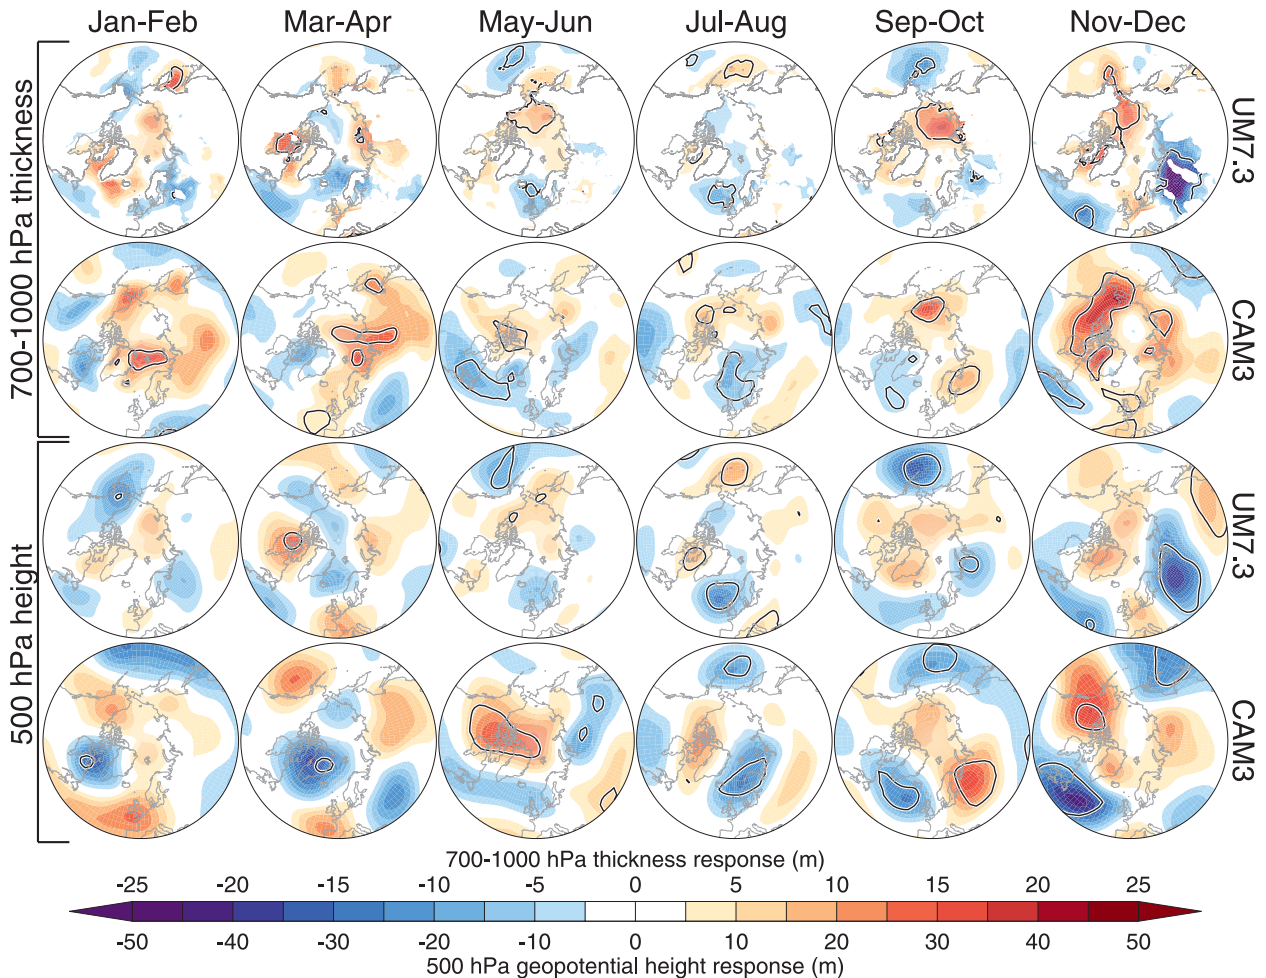 Jan-Feb Mar-Apr May-Jun Jul-Aug Sep-Oct Nov-Dec
700-1000 hPa thickness
UM7.3
CAM3
500 hPa height
UM7.3
CAM3
700-1000 hPa thickness response (m)
-25 -20 -15 -10 -5 0 5 10 15 20 25
-50 -40 -30 -20 -10 0 10 20 30 40 50
500 hPa geopotential height response (m)